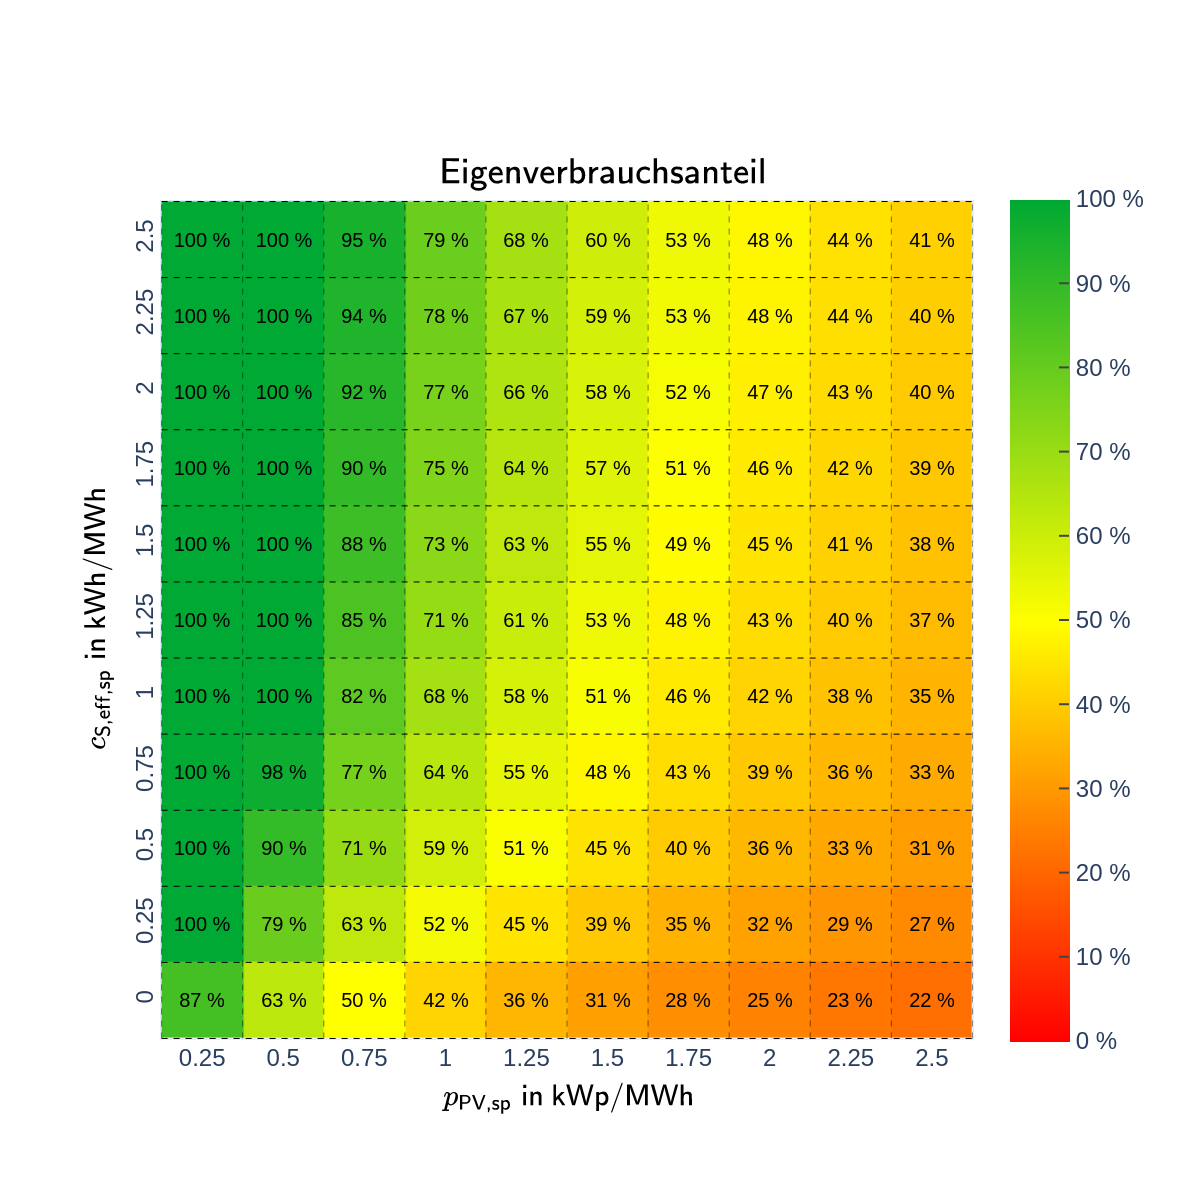 Eigenverbrauchsanteil
2.5 100 % 100 % 95 % 79 % 68 % 60 % 53 % 48 % 44 % 41 %
2.25 100 % 100 % 94 % 78 % 67 % 59 % 53 % 48 % 44 % 40 %
2 100 % 100 % 92 % 77 % 66 % 58 % 52 % 47 % 43 % 40 %
1.75 100 % 100 % 90 % 75 % 64 % 57 % 51 % 46 % 42 % 39 %
1.5 100 % 100 % 88 % 73 % 63 % 55 % 49 % 45 % 41 % 38 %
1.25 100 % 100 % 85 % 71 % 61 % 53 % 48 % 43 % 40 % 37 %
1 100 % 100 % 82 % 68 % 58 % 51 % 46 % 42 % 38 % 35 %
0.75 100 % 98 % 77 % 64 % 55 % 48 % 43 % 39 % 36 % 33 %
0.5 100 % 90 % 71 % 59 % 51 % 45 % 40 % 36 % 33 % 31 %
0.25 100 % 79 % 63 % 52 % 45 % 39 % 35 % 32 % 29 % 27 %
0 87 % 63 % 50 % 42 % 36 % 31 % 28 % 25 % 23 % 22 %
0.25 0.5 0.75 1 1.25 1.5 1.75 2 2.25 2.5
pPV,sp in kWp/MWh
cS,eff,sp in kWh/MWh
100 %
90 %
80 %
70 %
60 %
50 %
40 %
30 %
20 %
10 %
0 %